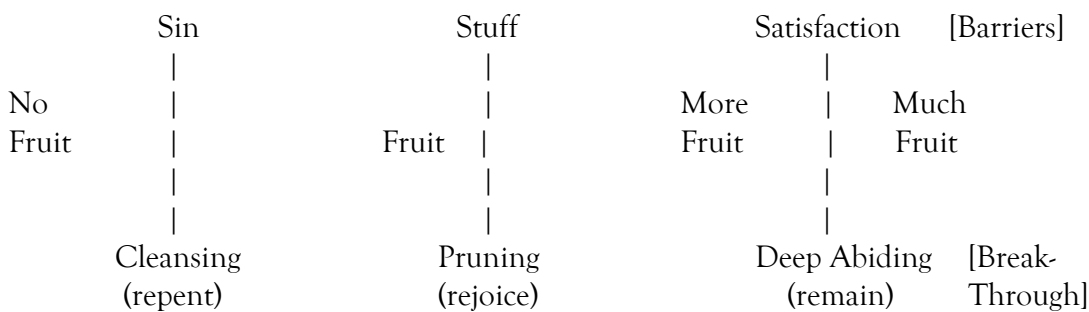 Sin Stuff Satisfaction [Barriers]
| | |
No | | More | Much
Fruit | Fruit | Fruit | Fruit
| | |
| | |
Cleansing Pruning Deep Abiding [Break-
(repent) (rejoice) (remain) Through]